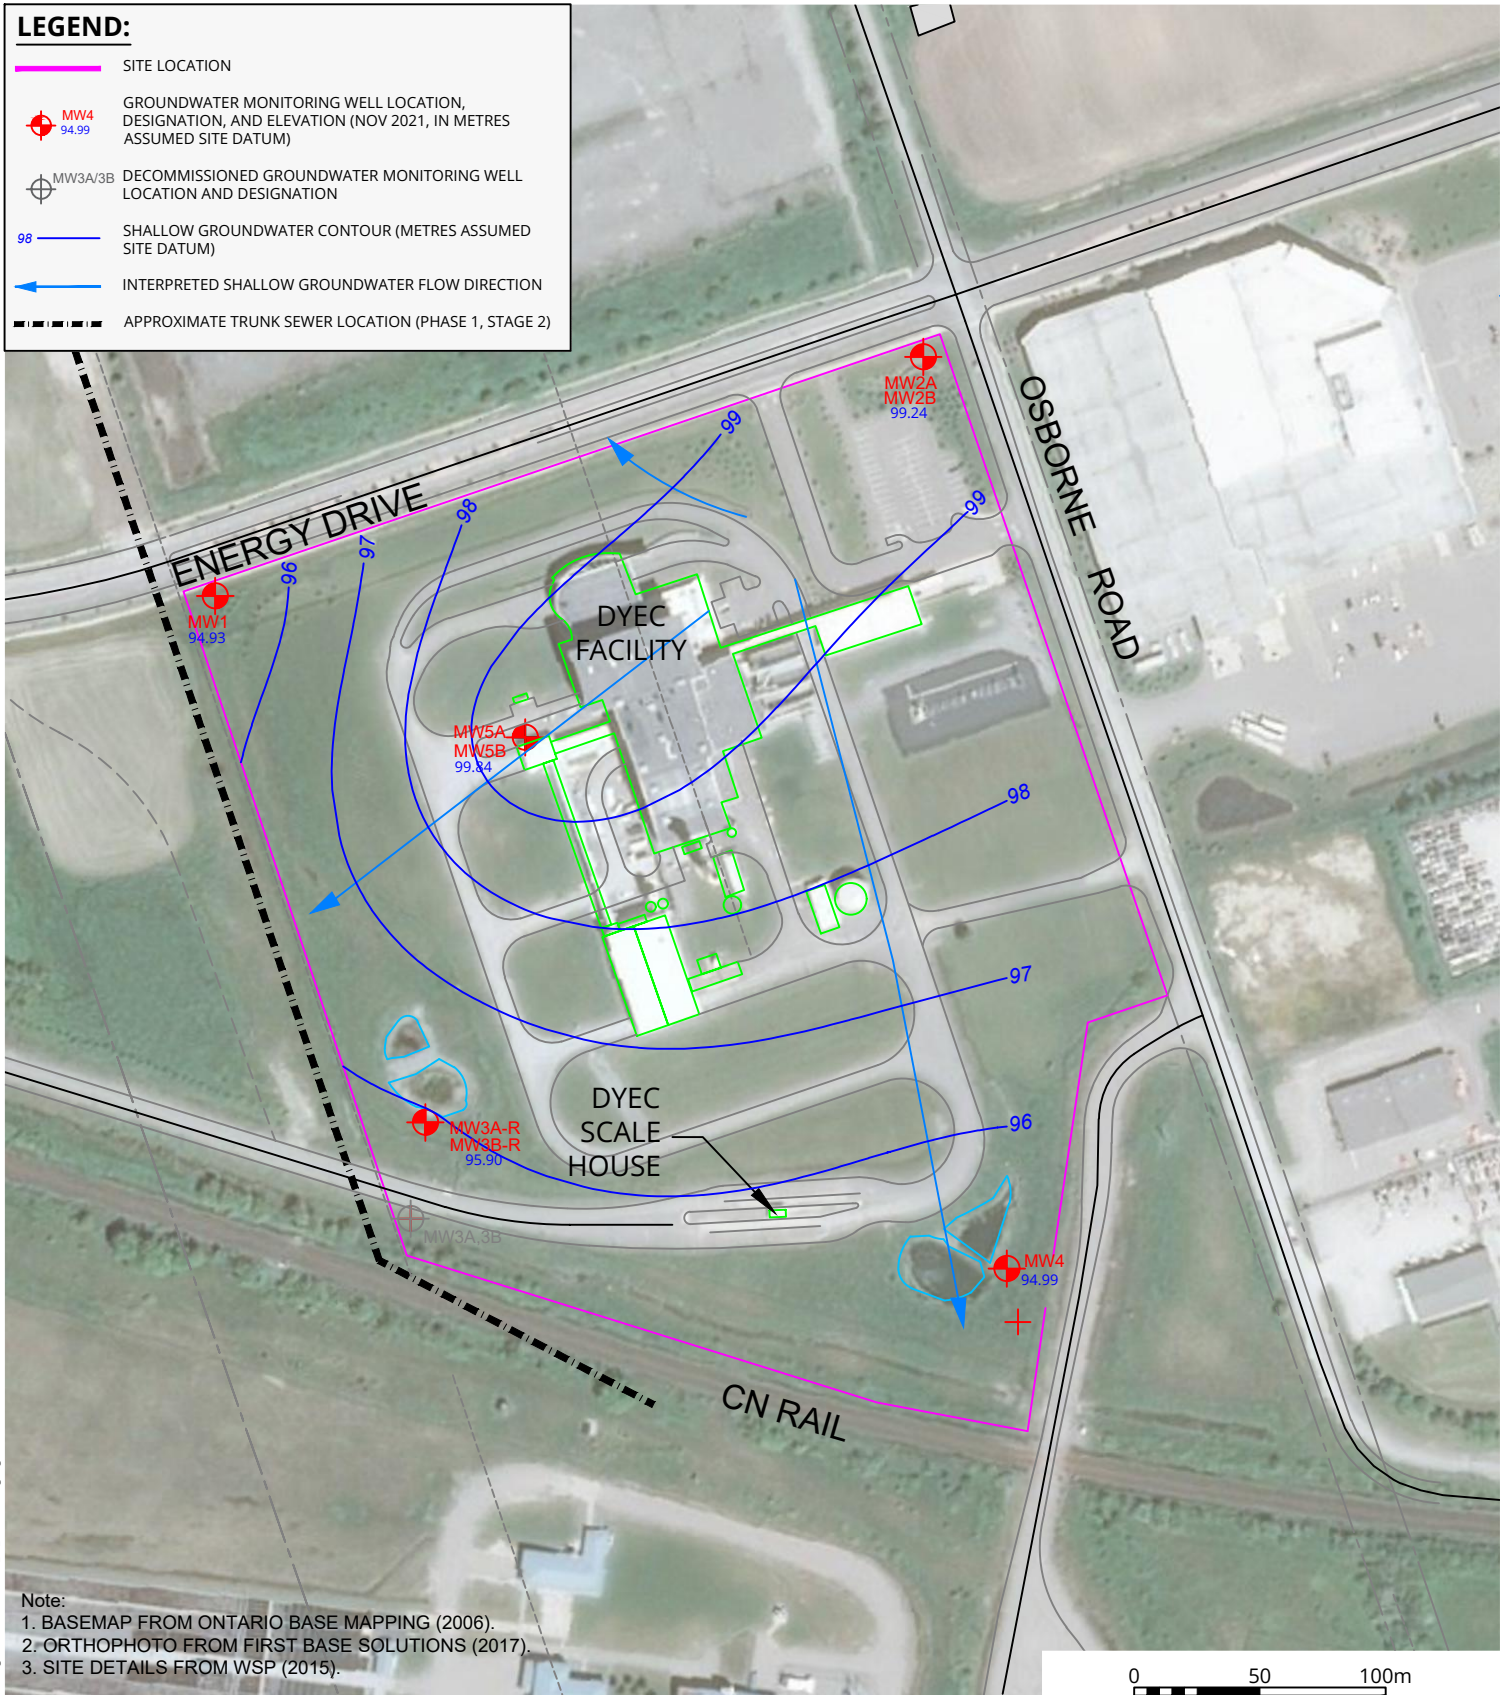 LEGEND:
SITE LOCATION
MW4
94.99
GROUNDWATER MONITORING WELL LOCATION,
DESIGNATION, AND ELEVATION (NOV 2021, IN METRES
ASSUMED SITE DATUM)
MW3A/3B
DECOMMISSIONED GROUNDWATER MONITORING WELL
LOCATION AND DESIGNATION
98
SHALLOW GROUNDWATER CONTOUR (METRES ASSUMED
SITE DATUM)
INTERPRETED SHALLOW GROUNDWATER FLOW DIRECTION
APPROXIMATE TRUNK SEWER LOCATION (PHASE 1, STAGE 2)
MW2A
MW2B
99.24
OSBORNE ROAD
99
99
98
97
96
ENERGY DRIVE
MW1
94.93
DYEC
FACILITY
MW5A
MW5B
99.84
98
97
96
DYEC
SCALE
HOUSE
MW3A-R
MW3B-R
95.90
MW3A,3B
MW4
94.99
CN RAIL
Note:
1. BASEMAP FROM ONTARIO BASE MAPPING (2006).
2. ORTHOPHOTO FROM FIRST BASE SOLUTIONS (2017).
3. SITE DETAILS FROM WSP (2015).
0 50 100m